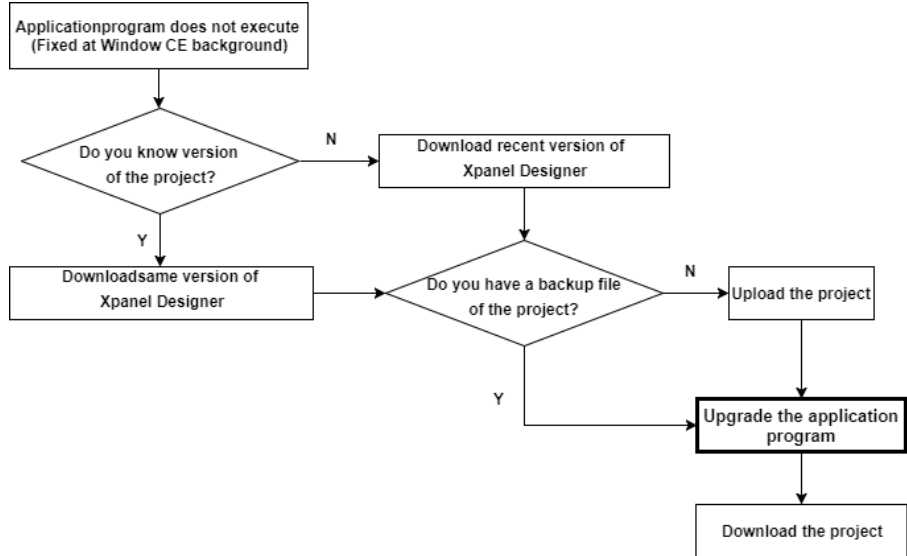 Applicationprogram does not execute
(Fixed at Window CE background)
Do you know version
of the project?
N
Download recent version of
Xpanel Designer
Y
Downloadsame version of
Xpanel Designer
Do you have a backup file
of the project?
N
Upload the project
Y
Upgrade the application
program
Download the project